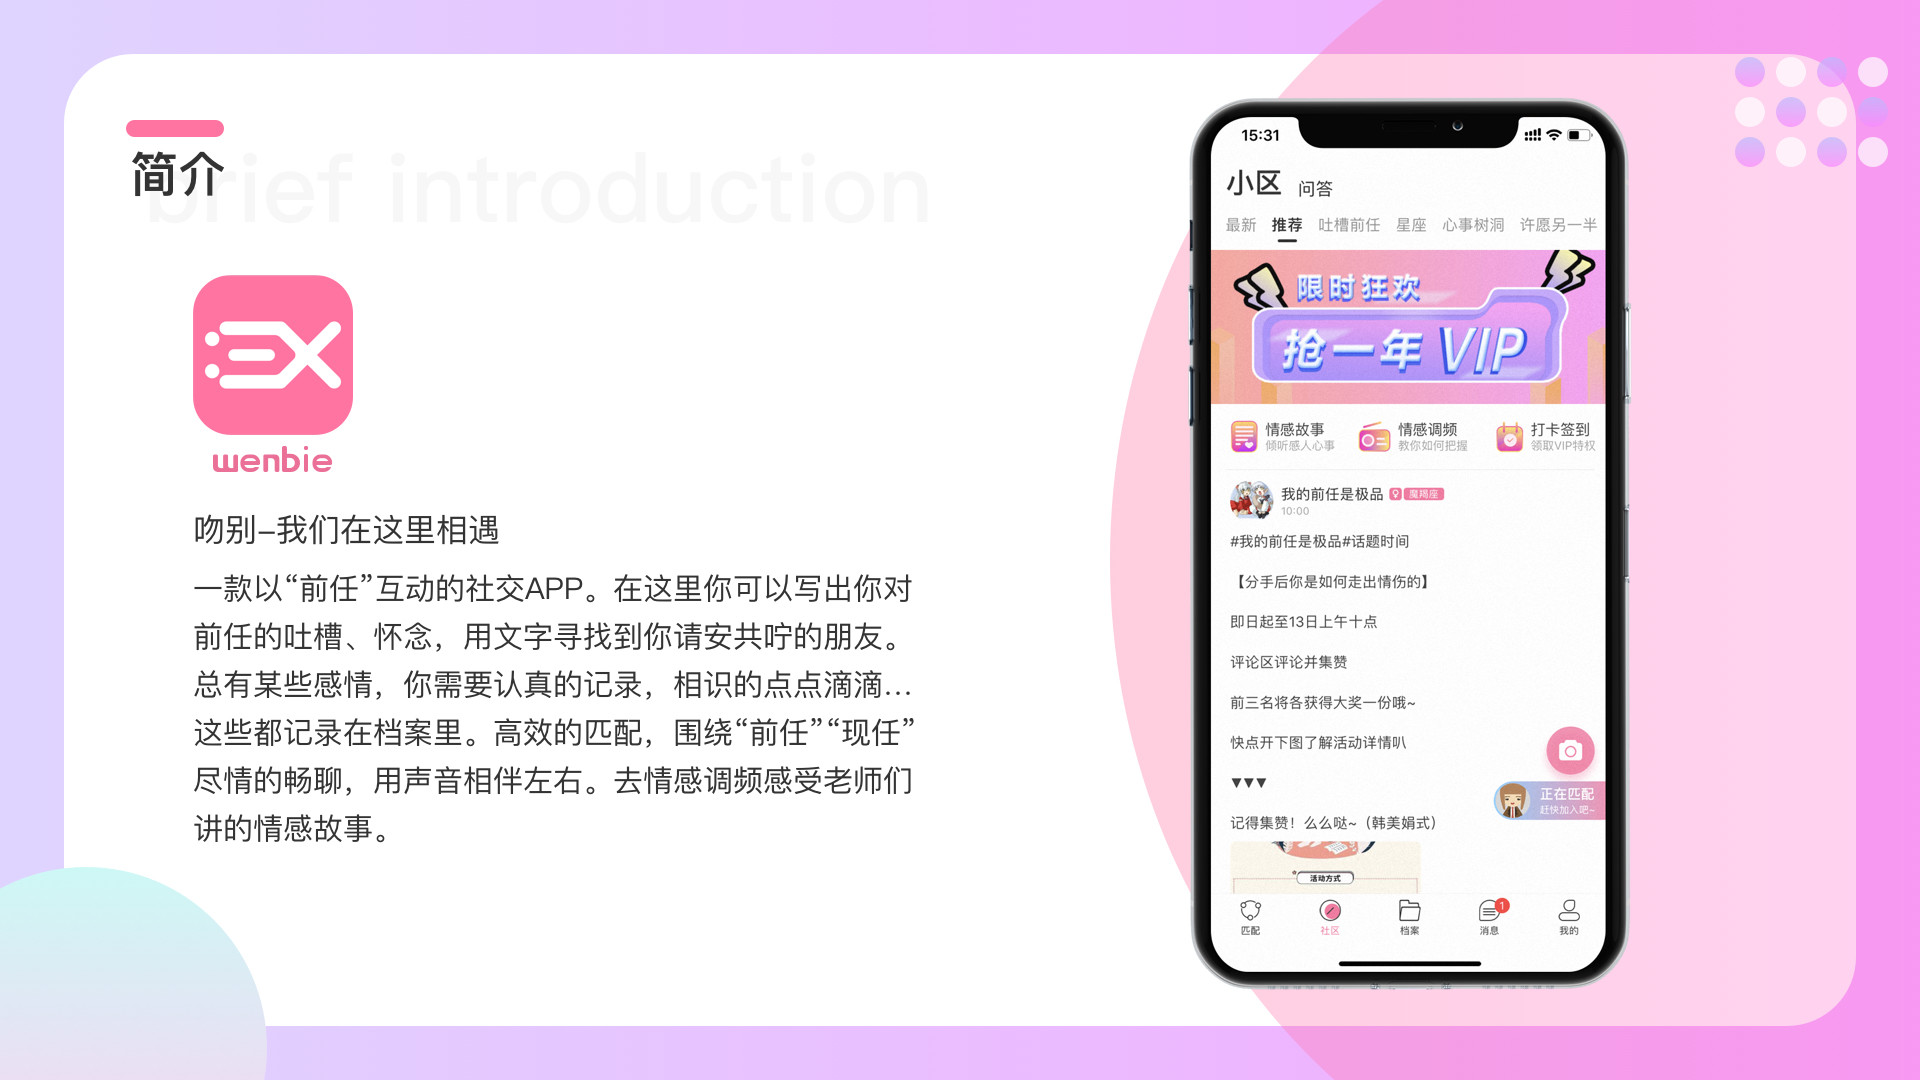 简介
brief introduction
EX
wenbie
吻别–我们在这里相遇
一款以“前任”互动的社交APP。在这里你可以写出你对
前任的吐槽、怀念，用文字寻找到你请安共咛的朋友。
总有某些感情，你需要认真的记录，相识的点点滴滴…
这些都记录在档案里。高效的匹配，围绕“前任”“现任”
尽情的畅聊，用声音相伴左右。去情感调频感受老师们
讲的情感故事。
15:31
小区 问答
最新 推荐 吐槽前任 星座 心事树洞 许愿另一半
限时狂欢
抢一年 VIP
情感故事 情感调频 打卡签到
倾听感人心事 教你如何把握 领取VIP特权
我的前任是极品 魔羯座
10:00
#我的前任是极品#话题时间
【分手后你是如何走出情伤的】
即日起至13日上午十点
评论区评论并集赞
前三名将各获得大奖一份哦~
快点开下图了解活动详情叭
▼▼▼
正在匹配
赶快加入吧~
记得集赞！么么哒~（韩美娟式）
活动方式
1
匹配 社区 档案 消息 我的